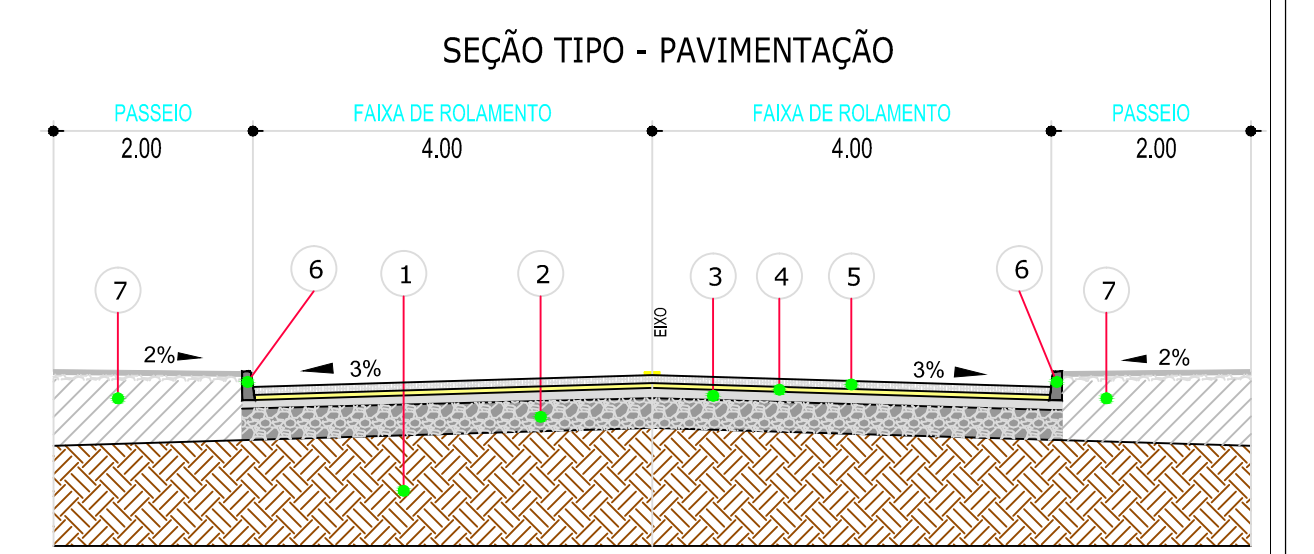 SEÇÃO TIPO - PAVIMENTAÇÃO
PASSEIO FAIXA DE ROLAMENTO FAIXA DE ROLAMENTO PASSEIO
2.00 4.00 4.00 2.00
7 6 1 2 3 4 5 6 7
EIXO
2% 3% 3% 2%